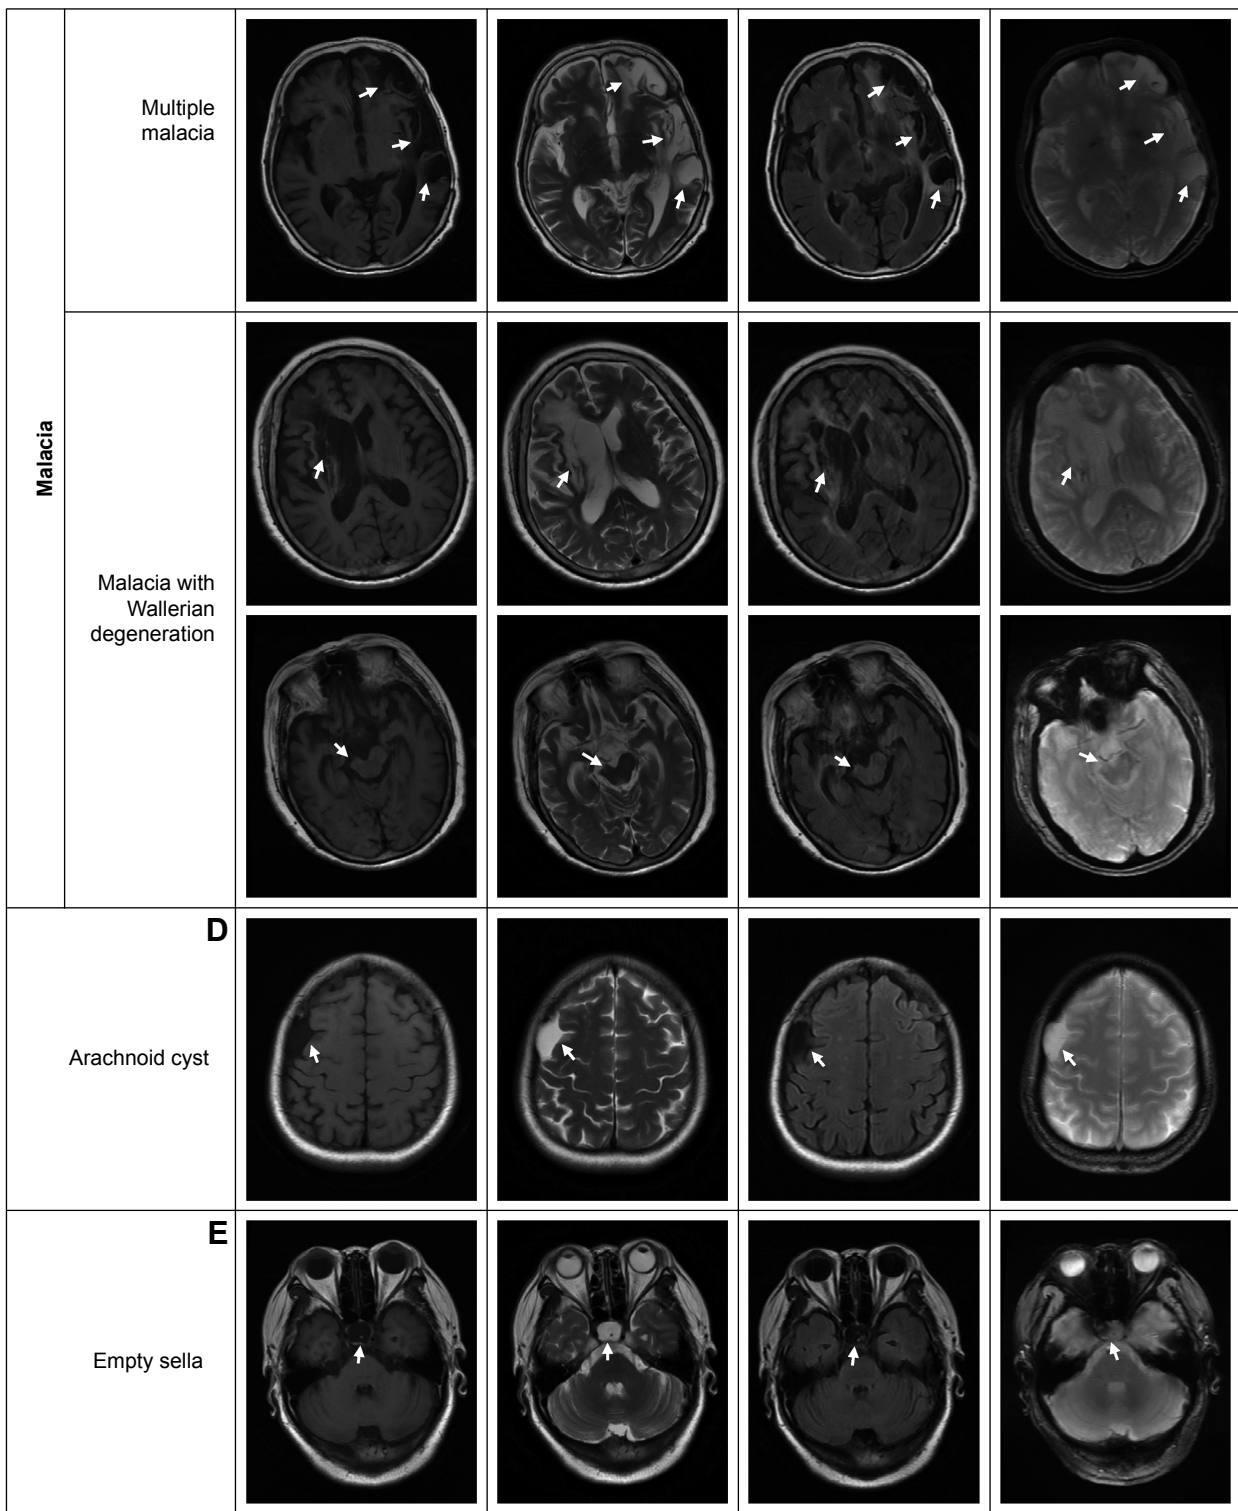 Malacia
Multiple
malacia
Malacia with
Wallerian
degeneration
D
Arachnoid cyst
E
Empty sella